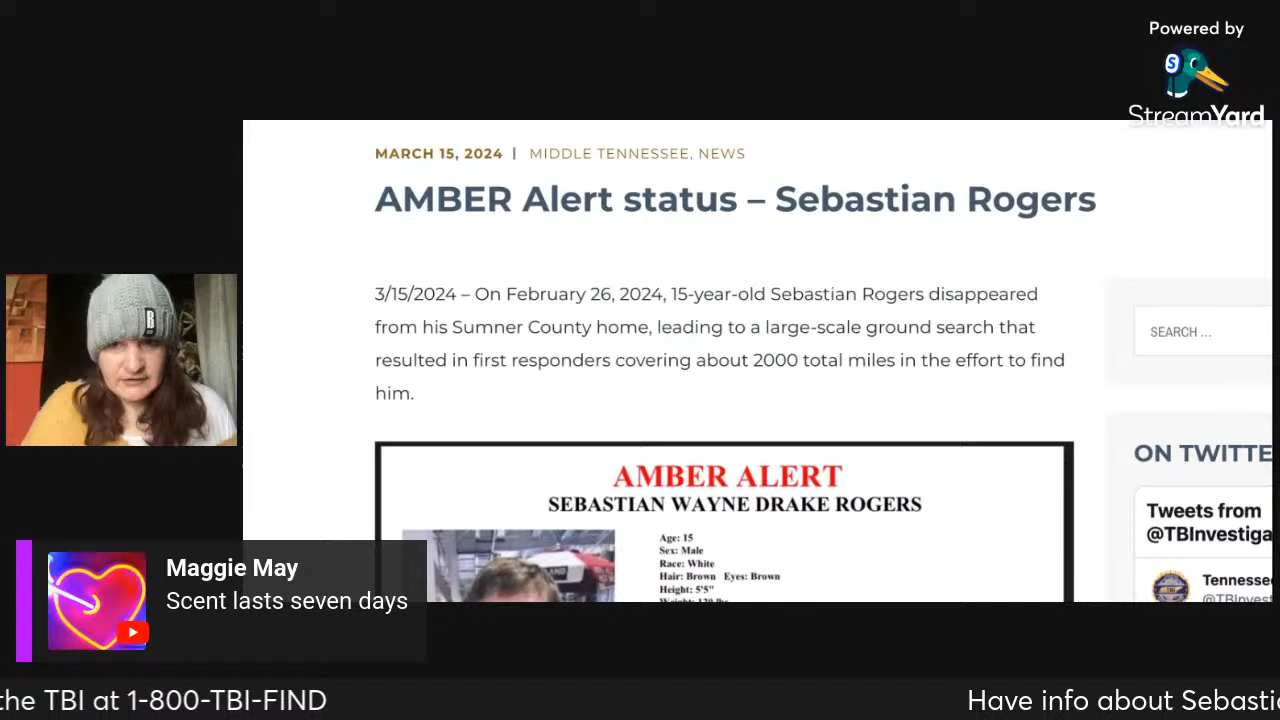 Powered by
StreamYard
MARCH 15, 2024 | MIDDLE TENNESSEE, NEWS
AMBER Alert status – Sebastian Rogers
3/15/2024 – On February 26, 2024, 15-year-old Sebastian Rogers disappeared
from his Sumner County home, leading to a large-scale ground search that
resulted in first responders covering about 2000 total miles in the effort to find
him.
SEARCH ...
AMBER ALERT
SEBASTIAN WAYNE DRAKE ROGERS
Age: 15
Sex: Male
Race: White
Hair: Brown Eyes: Brown
Height: 5'5"
ON TWITTE
Tweets from
@TBInvestiga
Tennessee
@TBInvest
B
Maggie May
Scent lasts seven days
the TBI at 1-800-TBI-FIND
Have info about Sebastia